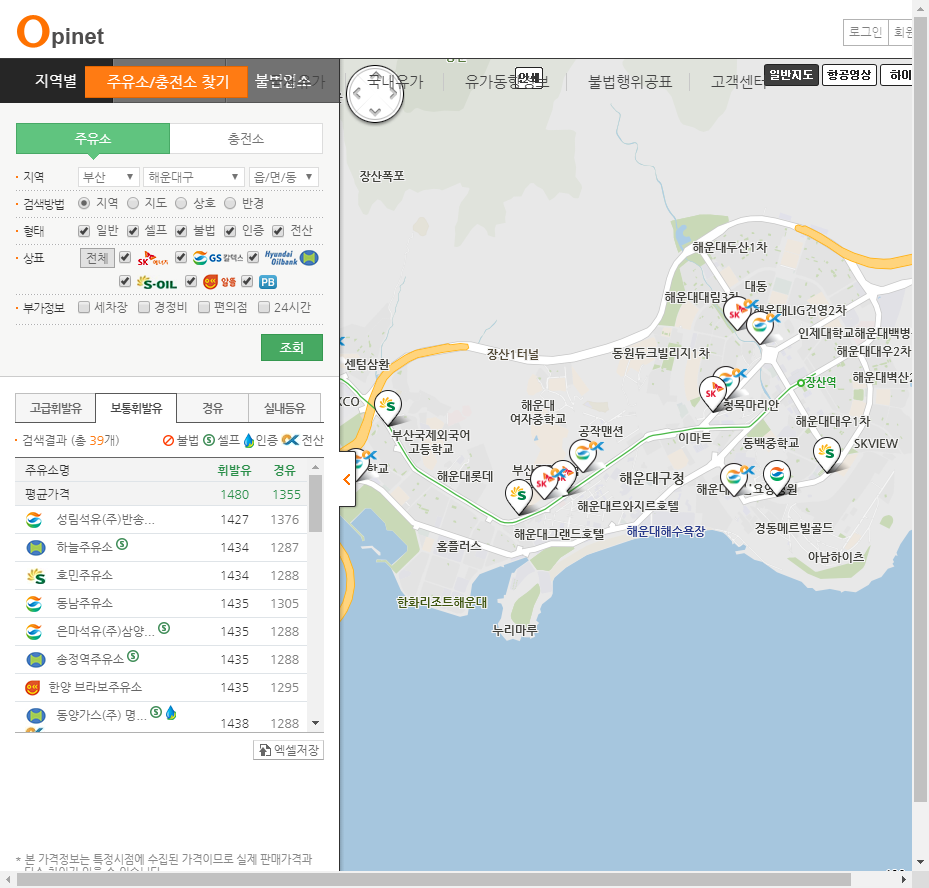 Opinet
로그인
회원
지역별
주유소/충전소 찾기
불법업소
국내유가
유가동향정보
불법행위공표
고객센터
안내
일반지도
항공영상
하이
주유소
충전소
지역
부산
해운대구
읍/면/동
검색방법
지역
지도
상호
반경
형태
일반
셀프
불법
인증
전산
상표
전체
SK에너지
GS칼텍스
Hyundai Oilbank
S-OIL
알뜰
PB
부가정보
세차장
경정비
편의점
24시간
조회
고급휘발유
보통휘발유
경유
실내등유
검색결과 (총 39개)
불법
셀프
인증
전산
주유소명 휘발유 경유
평균가격 1480 1355
성림석유(주)반송... 1427 1376
하늘주유소 1434 1287
호민주유소 1434 1288
동남주유소 1435 1305
은마석유(주)삼양... 1435 1288
송정역주유소 1435 1288
한양 브라보주유소 1435 1295
동양가스(주) 명... 1438 1288
엑셀저장
* 본 가격정보는 특정시점에 수집된 가격이므로 실제 판매가격과
장산폭포
해운대두산1차
대동
해운대대림3차
해운대LIG건영2차
인제대학교해운대백병
해운대대우2차
장산1터널
동원듀크빌리지1차
센텀삼환
장산역
해운대벽산2
XCO
해운대
여자중학교
청목마리안
해운대대우1차
부산국제외국어
고등학교
공작맨션
이마트
동백중학교
SKVIEW
학교
해운대롯데
해운대구청
해운대르와지르호텔
해운대그랜드호텔
해운대해수욕장
경동메르빌골드
홈플러스
아남하이츠
한화리조트해운대
누리마루